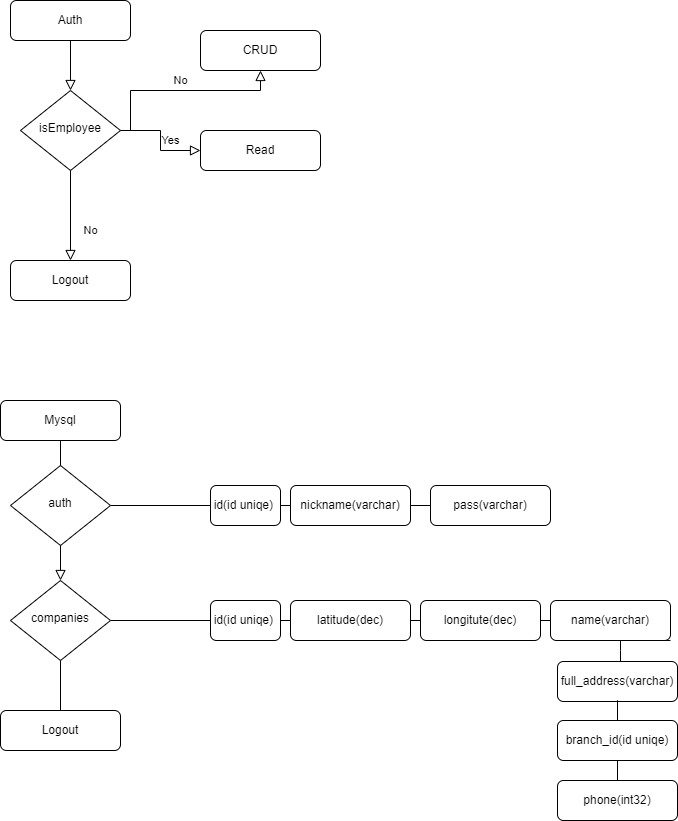 Auth
CRUD
No
isEmployee
Yes
Read
No
Logout
Mysql
auth
id(id uniqe)
nickname(varchar)
pass(varchar)
companies
id(id uniqe)
latitude(dec)
longitute(dec)
name(varchar)
full_address(varchar)
branch_id(id uniqe)
Logout
phone(int32)